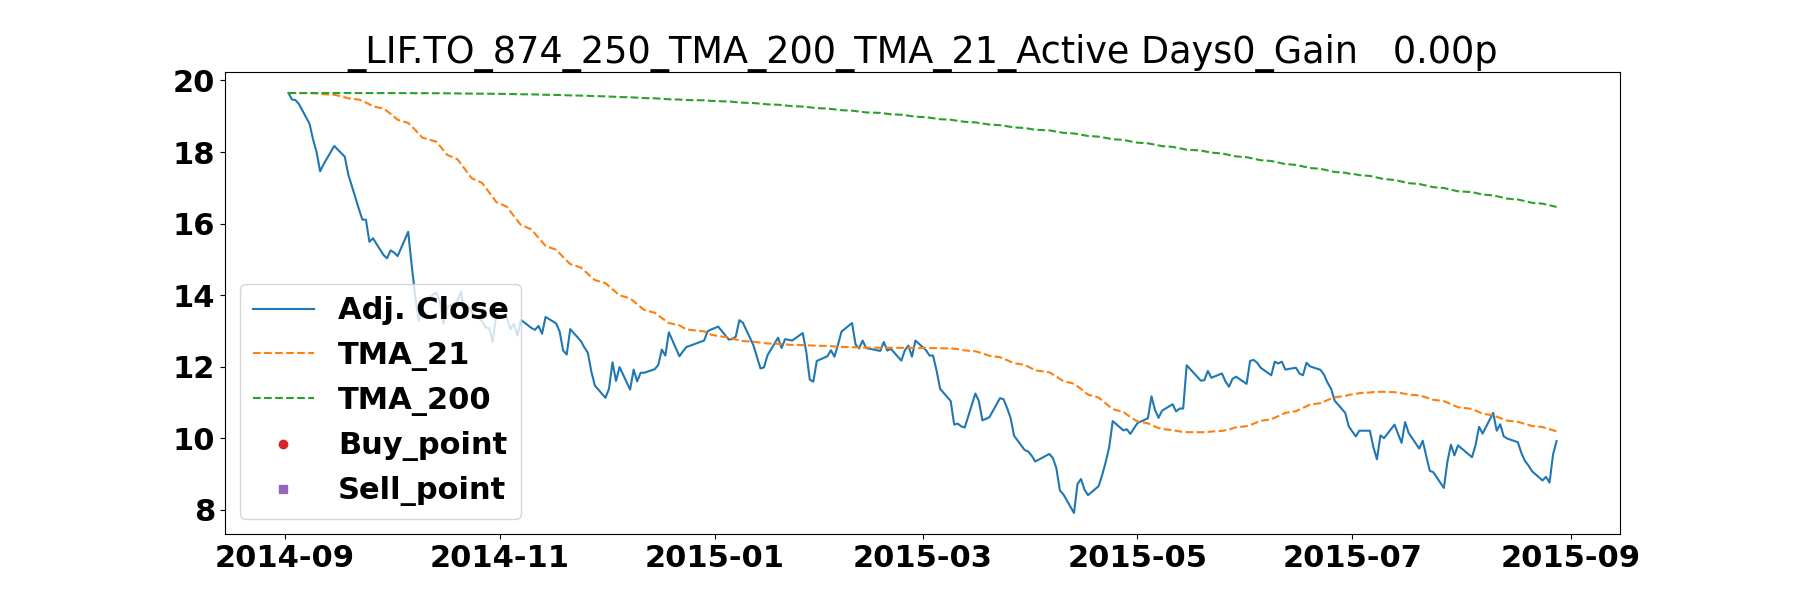 _LIF.TO_874_250_TMA_200_TMA_21_Active Days0_Gain   0.00p
20
18
16
14
12
10
8
Adj. Close
TMA_21
TMA_200
Buy_point
Sell_point
2014-09 2014-11 2015-01 2015-03 2015-05 2015-07 2015-09